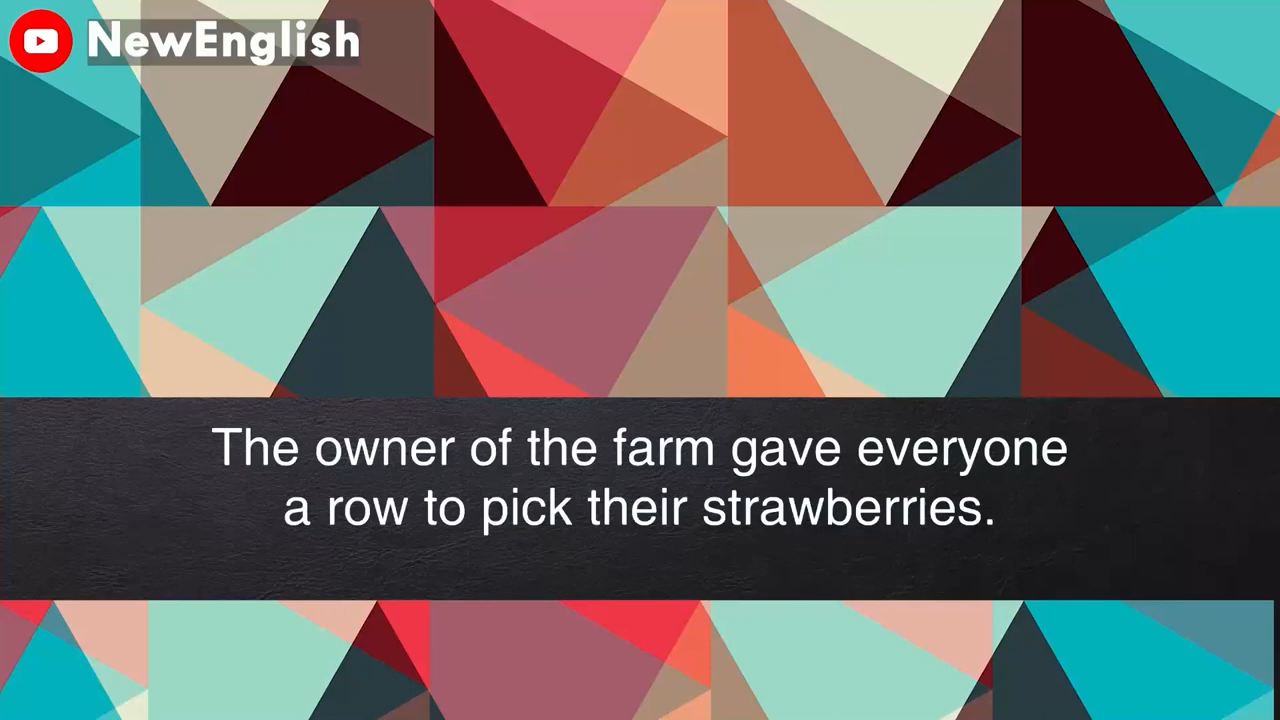 NewEnglish
The owner of the farm gave everyone
a row to pick their strawberries.